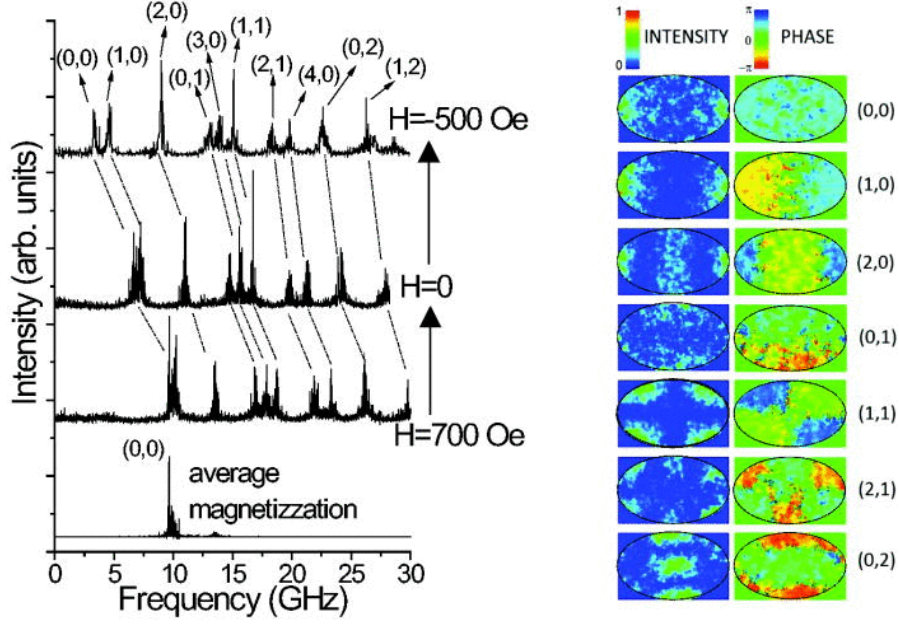 (2,0)
(3,0)
(1,1)
(0,0)
(1,0)
(0,1)
(2,1)
(4,0)
(0,2)
(1,2)
H=-500 Oe
H=0
H=700 Oe
(0,0)
average
magnetizzation
Intensity (arb. units)
0 5 10 15 20 25 30
Frequency (GHz)
1
0
INTENSITY
π
0
-π
PHASE
(0,0)
(1,0)
(2,0)
(0,1)
(1,1)
(2,1)
(0,2)